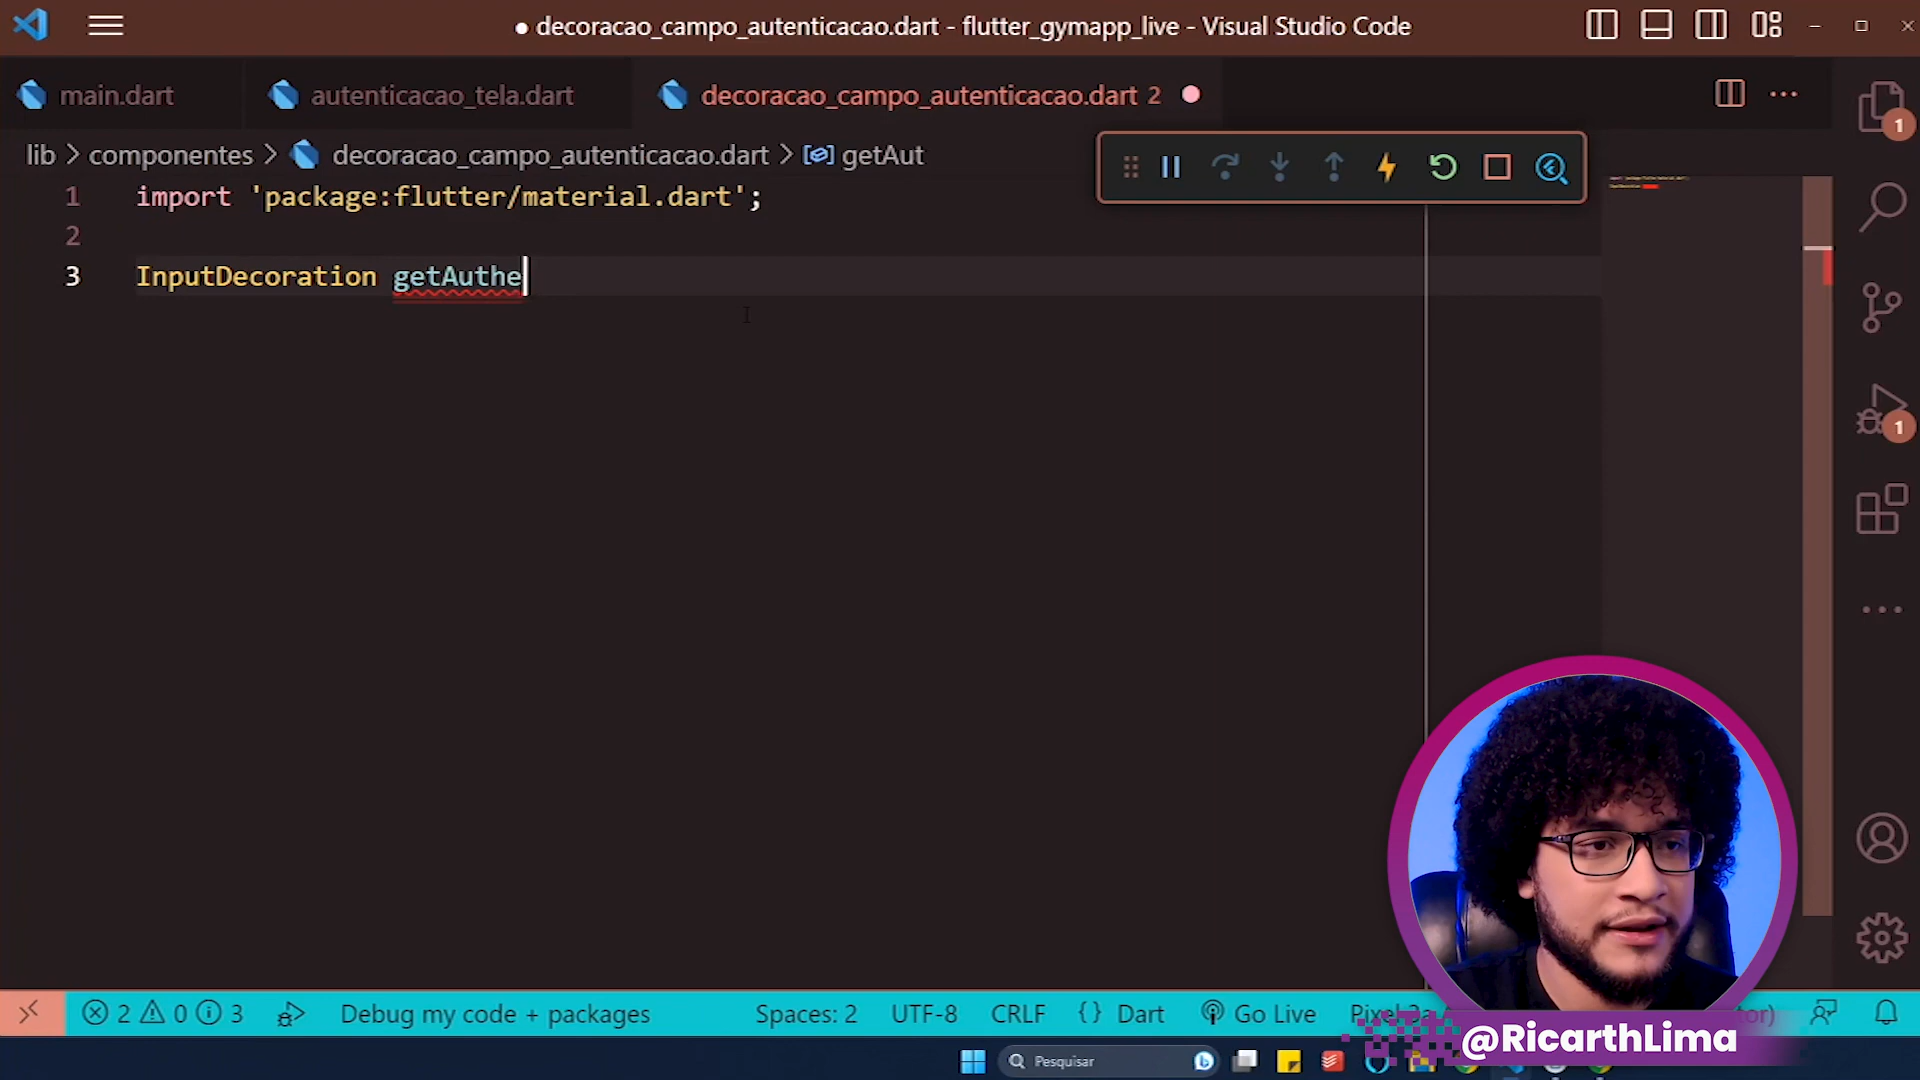 ● decoracao_campo_autenticacao.dart - flutter_gymapp_live - Visual Studio Code
main.dart
autenticacao_tela.dart
decoracao_campo_autenticacao.dart 2
lib > componentes > decoracao_campo_autenticacao.dart > getAut
1 import 'package:flutter/material.dart';
2
3 InputDecoration getAuthe
1
1
2 0 3
Debug my code + packages
Spaces: 2
UTF-8
CRLF
{} Dart
Go Live
@RicarthLima
Pesquisar